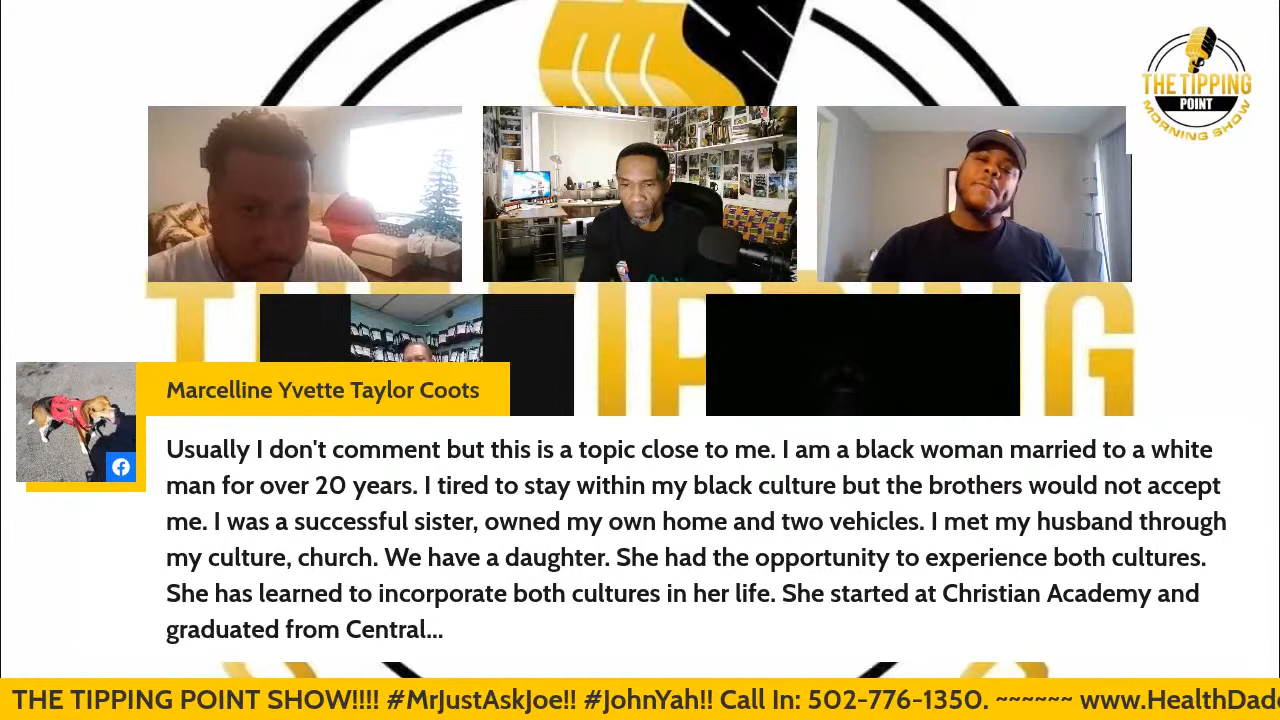 THE TIPPING
POINT
MORNING SHOW
Marcelline Yvette Taylor Coots
Usually I don't comment but this is a topic close to me. I am a black woman married to a white
man for over 20 years. I tired to stay within my black culture but the brothers would not accept
me. I was a successful sister, owned my own home and two vehicles. I met my husband through
my culture, church. We have a daughter. She had the opportunity to experience both cultures.
She has learned to incorporate both cultures in her life. She started at Christian Academy and
graduated from Central...
THE TIPPING POINT SHOW!!!! #MrJustAskJoe!! #JohnYah!! Call In: 502-776-1350. ~~~~~~ www.HealthDad